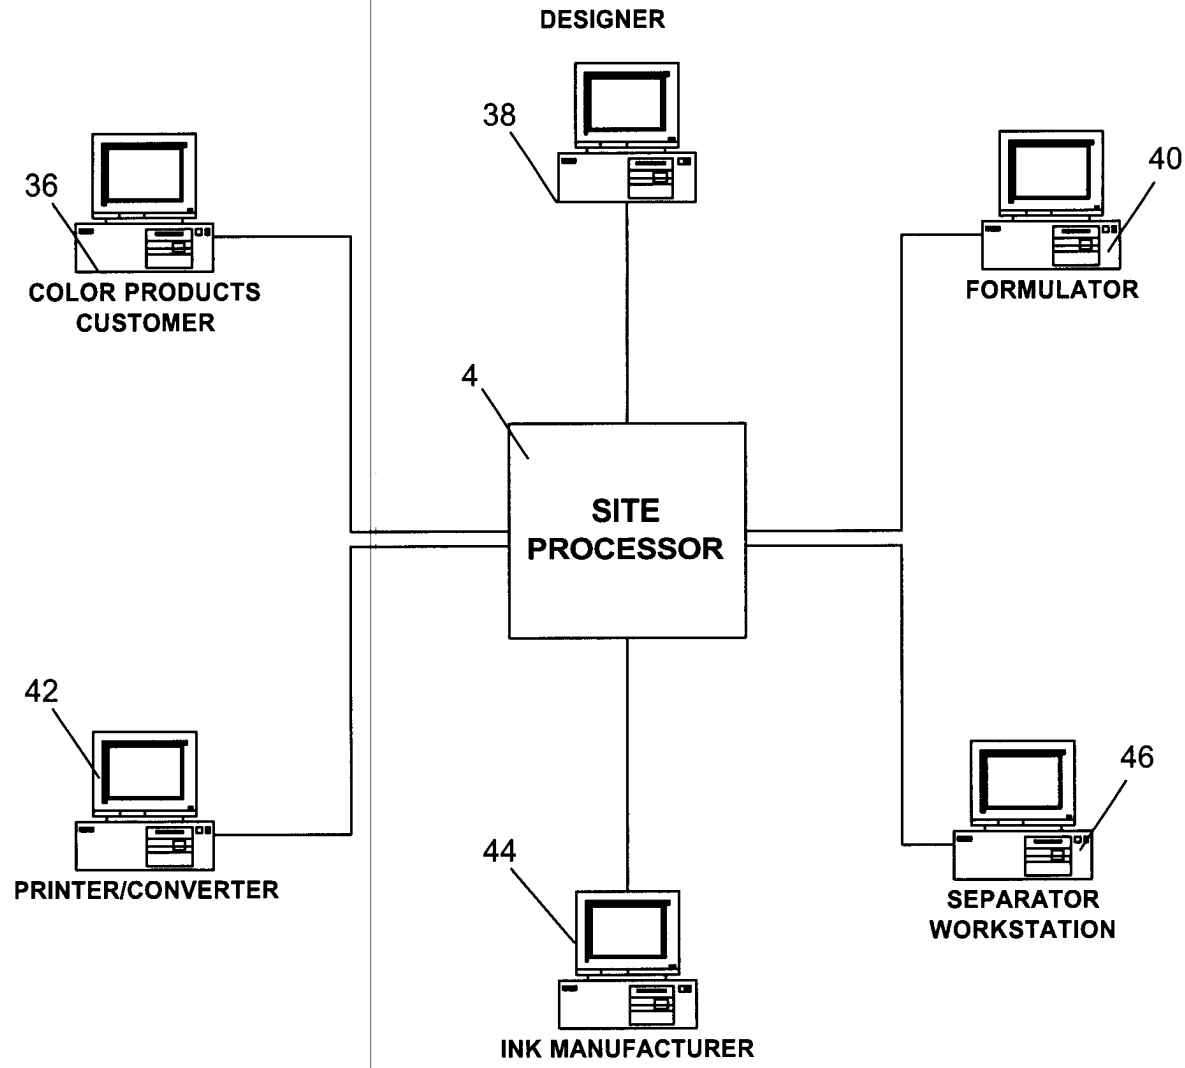 DESIGNER
38
40
36
COLOR PRODUCTS
CUSTOMER
FORMULATOR
4
SITE
PROCESSOR
42
46
PRINTER/CONVERTER
44
SEPARATOR
WORKSTATION
INK MANUFACTURER